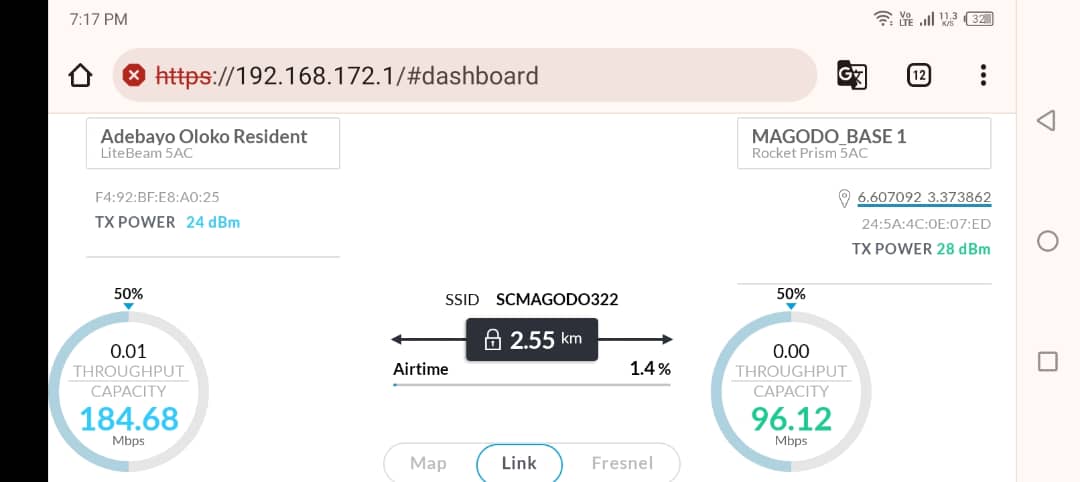 7:17 PM
Vo LTE 11.3 K/S 32
https://192.168.172.1/#dashboard
12
Adebayo Oloko Resident
LiteBeam 5AC
MAGODO_BASE 1
Rocket Prism 5AC
F4:92:BF:E8:A0:25
TX POWER 24 dBm
6.607092 3.373862
24:5A:4C:0E:07:ED
TX POWER 28 dBm
50%
0.01
THROUGHPUT
CAPACITY
184.68
Mbps
SSID SCMAGODO322
2.55 km
Airtime 1.4 %
50%
0.00
THROUGHPUT
CAPACITY
96.12
Mbps
Map Link Fresnel